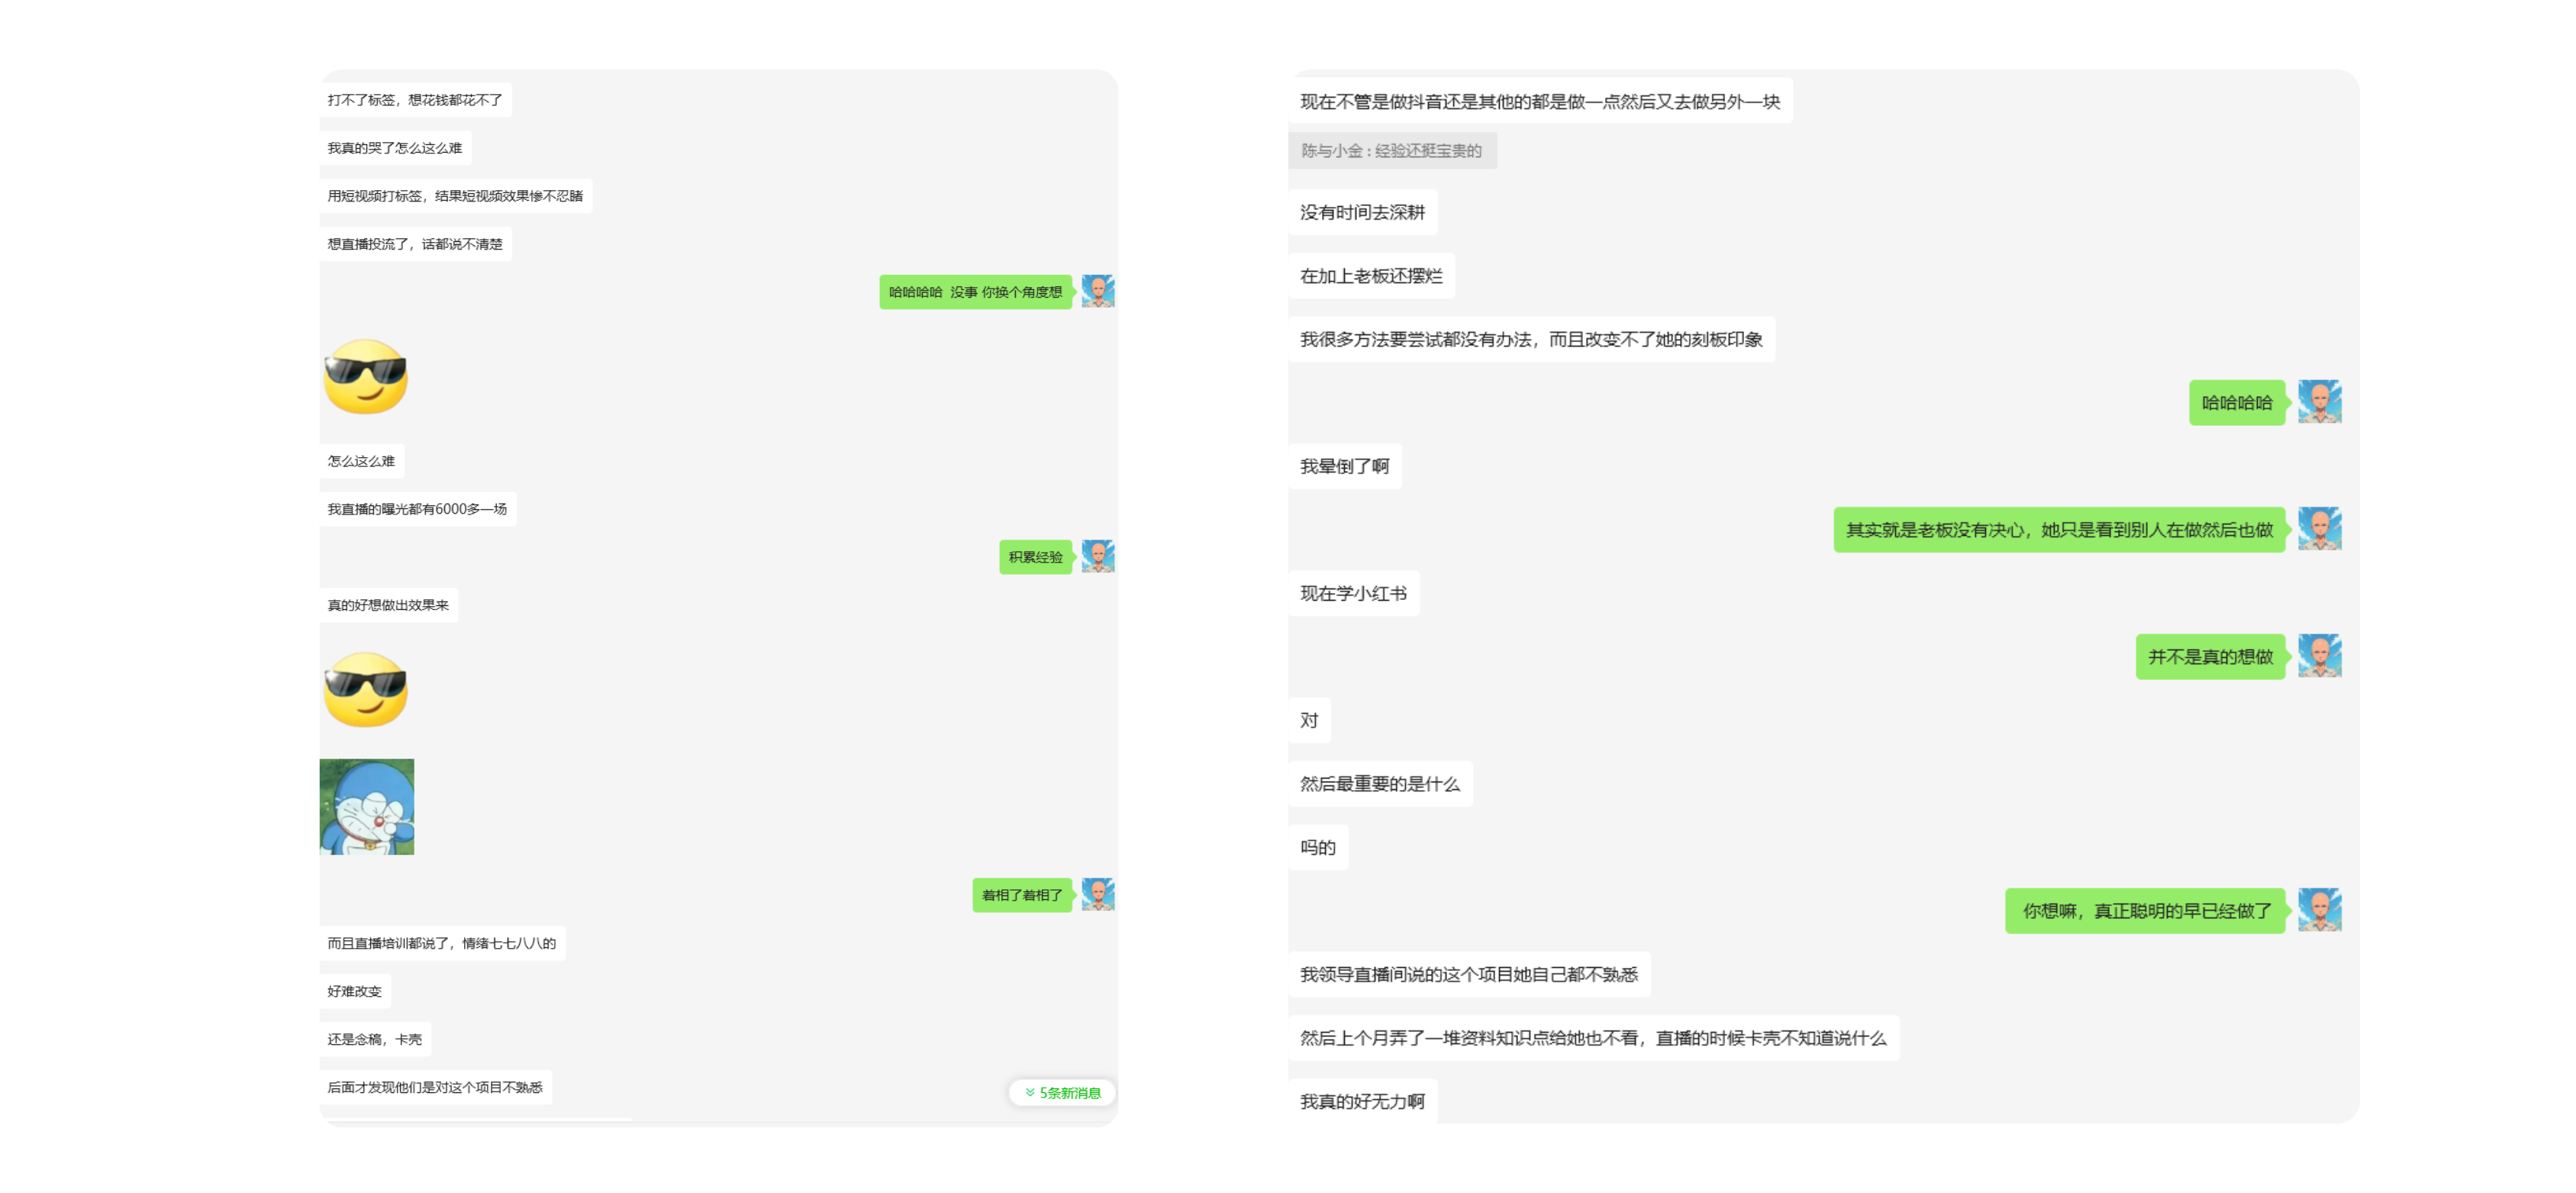 打不了标签，想花钱都花不了
我真的哭了怎么这么难
用短视频打标签，结果短视频效果惨不忍睹
想直播投流了，话都说不清楚
哈哈哈哈  没事 你换个角度想
怎么这么难
我直播的曝光都有6000多一场
积累经验
真的好想做出效果来
着相了着相了
而且直播培训都说了，情绪七七八八的
好难改变
还是念稿，卡壳
后面才发现他们是对这个项目不熟悉
5条新消息
现在不管是做抖音还是其他的都是做一点然后又去做另外一块
陈与小金：经验还挺宝贵的
没有时间去深耕
在加上老板还摆烂
我很多方法要尝试都没有办法，而且改变不了她的刻板印象
哈哈哈哈
我晕倒了啊
其实就是老板没有决心，她只是看到别人在做然后也做
现在学小红书
并不是真的想做
对
然后最重要的是什么
吗的
你想嘛，真正聪明的早已经做了
我领导直播间说的这个项目她自己都不熟悉
然后上个月弄了一堆资料知识点给她也不看，直播的时候卡壳不知道说什么
我真的好无力啊